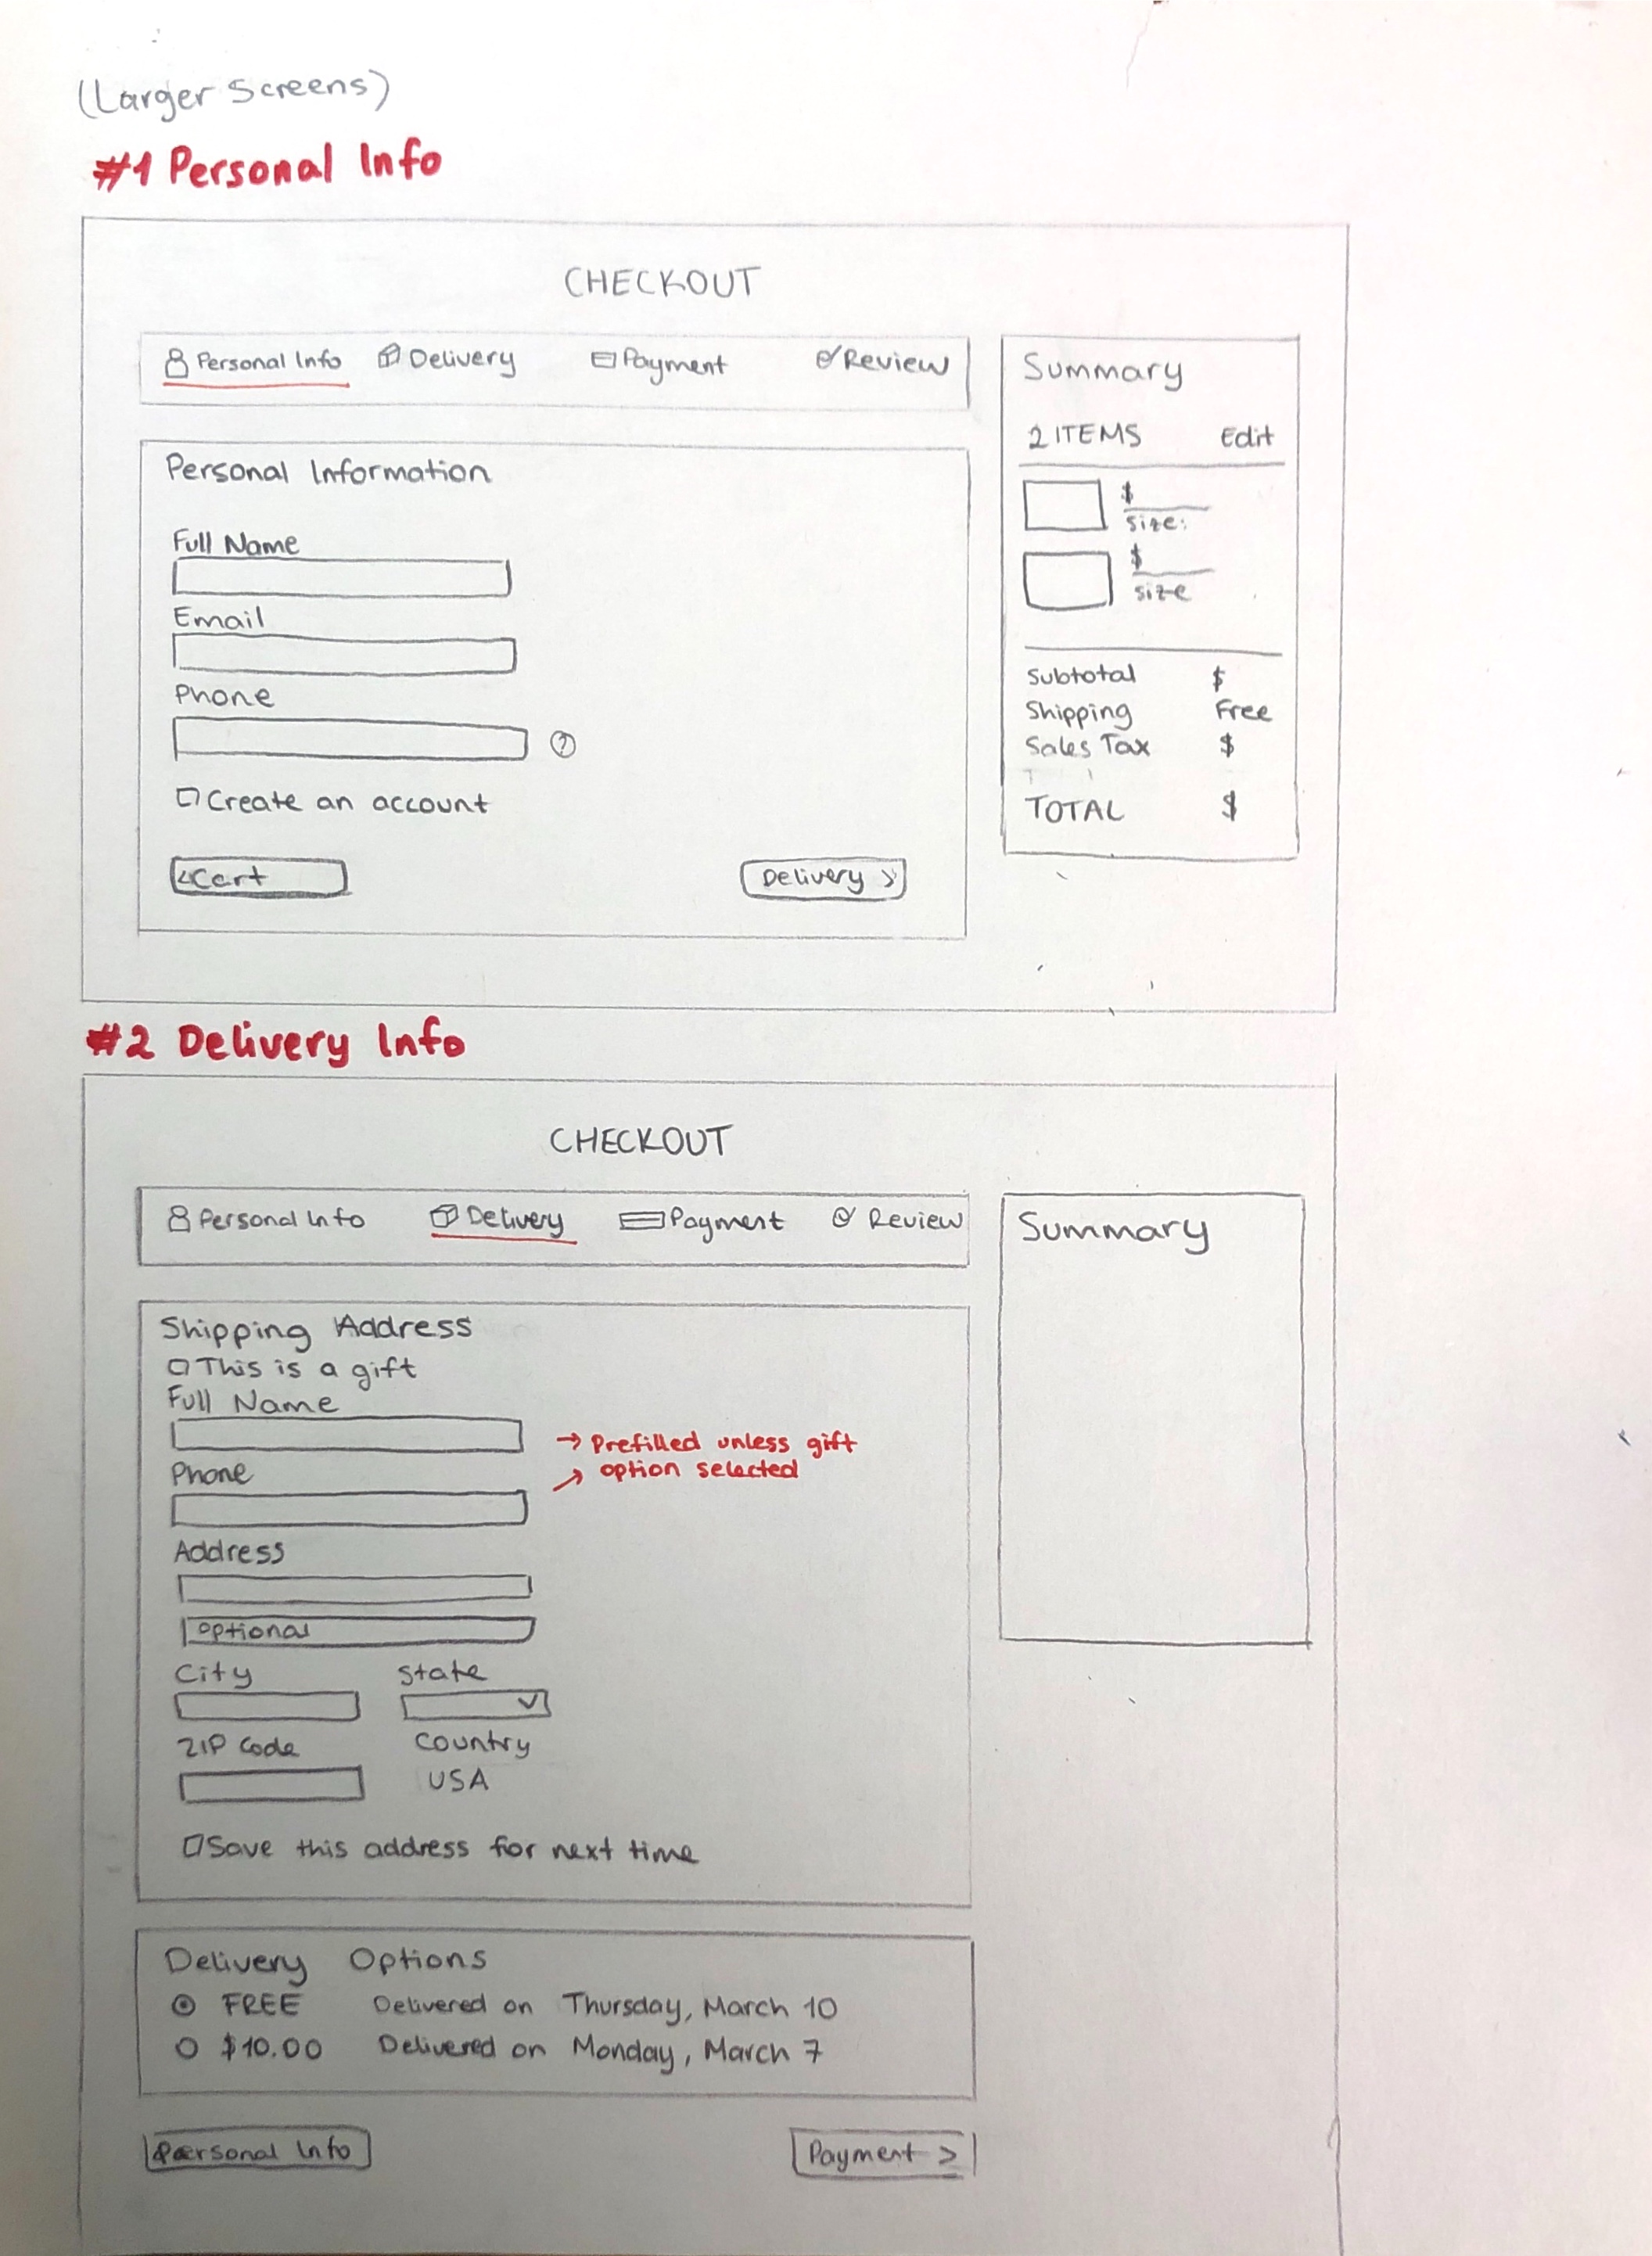 (Larger Screens)
#1 Personal Info
CHECKOUT
Personal Info Delivery Payment Review
Personal Information
Full Name
Email
Phone
?
Create an account
<Cart
Delivery >
Summary
2 ITEMS Edit
$
size:
$
size
Subtotal $
Shipping Free
Sales Tax $
TOTAL $
#2 Delivery Info
CHECKOUT
Personal Info Delivery Payment Review
Summary
Shipping Address
This is a gift
Full Name
→ Prefilled unless gift
→ option selected
Phone
Address
optional
City State
ZIP Code Country
USA
Save this address for next time
Delivery Options
FREE Delivered on Thursday, March 10
$10.00 Delivered on Monday, March 7
Personal Info
Payment >